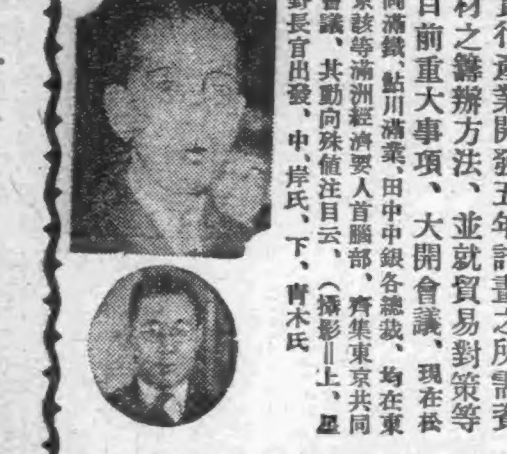 行產業開發五年計畫之所需資
材之籌辦方法、並就貿易對策等
目前重大事項、大開會議、現在松
岡滿鐵、鮎川滿業、田中中銀各總裁、均在東
京該等滿洲經濟要人首腦部、齊集東京共同
會議、其動向殊値注目云、(攝影=上、星
野長官出發、中、岸氏、下、青木氏